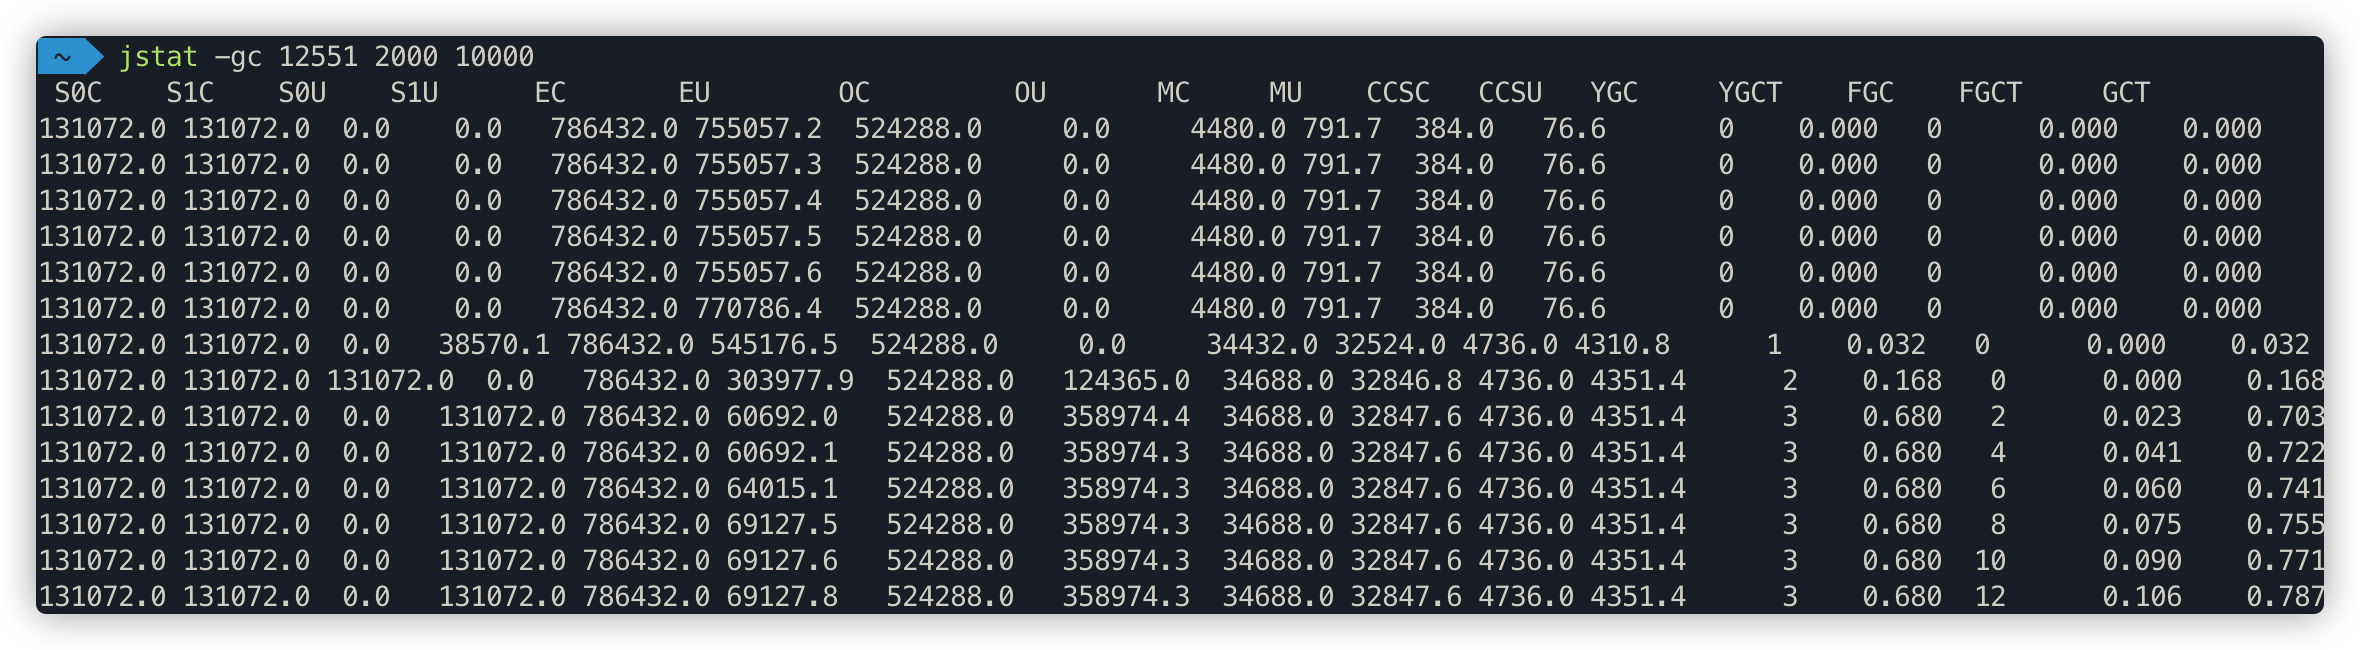 ~ jstat -gc 12551 2000 10000
S0C S1C S0U S1U EC EU OC OU MC MU CCSC CCSU YGC YGCT FGC FGCT GCT
131072.0 131072.0 0.0 0.0 786432.0 755057.2 524288.0 0.0 4480.0 791.7 384.0 76.6 0 0.000 0 0.000 0.000
131072.0 131072.0 0.0 0.0 786432.0 755057.3 524288.0 0.0 4480.0 791.7 384.0 76.6 0 0.000 0 0.000 0.000
131072.0 131072.0 0.0 0.0 786432.0 755057.4 524288.0 0.0 4480.0 791.7 384.0 76.6 0 0.000 0 0.000 0.000
131072.0 131072.0 0.0 0.0 786432.0 755057.5 524288.0 0.0 4480.0 791.7 384.0 76.6 0 0.000 0 0.000 0.000
131072.0 131072.0 0.0 0.0 786432.0 755057.6 524288.0 0.0 4480.0 791.7 384.0 76.6 0 0.000 0 0.000 0.000
131072.0 131072.0 0.0 0.0 786432.0 770786.4 524288.0 0.0 4480.0 791.7 384.0 76.6 0 0.000 0 0.000 0.000
131072.0 131072.0 0.0 38570.1 786432.0 545176.5 524288.0 0.0 34432.0 32524.0 4736.0 4310.8 1 0.032 0 0.000 0.032
131072.0 131072.0 131072.0 0.0 786432.0 303977.9 524288.0 124365.0 34688.0 32846.8 4736.0 4351.4 2 0.168 0 0.000 0.168
131072.0 131072.0 0.0 131072.0 786432.0 60692.0 524288.0 358974.4 34688.0 32847.6 4736.0 4351.4 3 0.680 2 0.023 0.703
131072.0 131072.0 0.0 131072.0 786432.0 60692.1 524288.0 358974.3 34688.0 32847.6 4736.0 4351.4 3 0.680 4 0.041 0.722
131072.0 131072.0 0.0 131072.0 786432.0 64015.1 524288.0 358974.3 34688.0 32847.6 4736.0 4351.4 3 0.680 6 0.060 0.741
131072.0 131072.0 0.0 131072.0 786432.0 69127.5 524288.0 358974.3 34688.0 32847.6 4736.0 4351.4 3 0.680 8 0.075 0.755
131072.0 131072.0 0.0 131072.0 786432.0 69127.6 524288.0 358974.3 34688.0 32847.6 4736.0 4351.4 3 0.680 10 0.090 0.771
131072.0 131072.0 0.0 131072.0 786432.0 69127.8 524288.0 358974.3 34688.0 32847.6 4736.0 4351.4 3 0.680 12 0.106 0.787